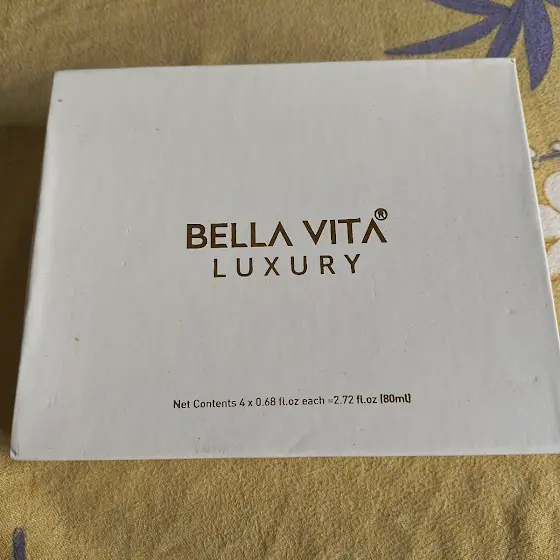 BELLA VITA®
LUXURY
Net Contents 4 x 0.68 fl.oz each =2.72 fl.oz (80ml)